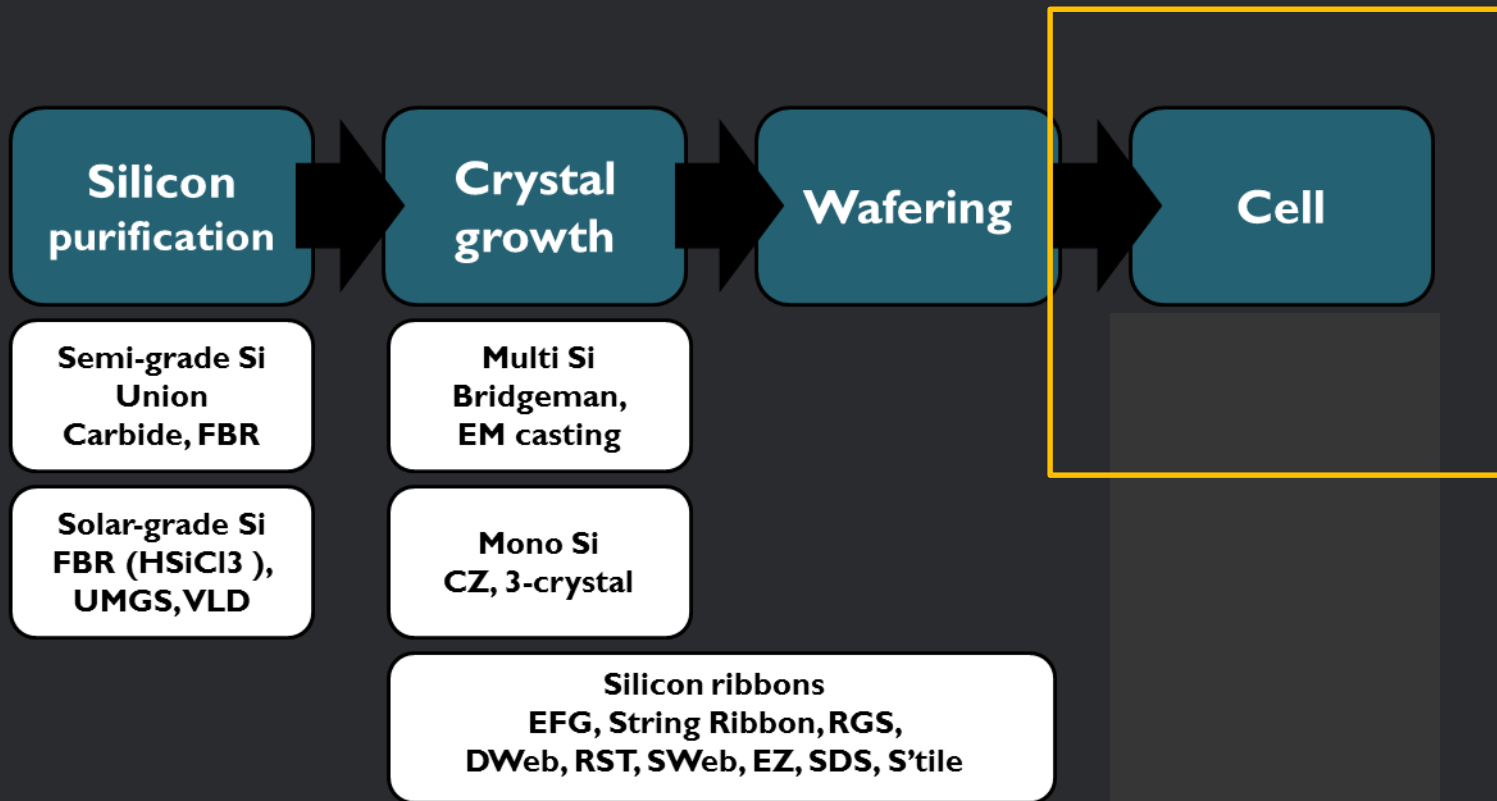 Silicon
purification
Crystal
growth
Wafering
Cell
Semi-grade Si
Union
Carbide, FBR
Multi Si
Bridgeman,
EM casting
Solar-grade Si
FBR (HSiCl3 ),
UMGS, VLD
Mono Si
CZ, 3-crystal
Silicon ribbons
EFG, String Ribbon, RGS,
DWeb, RST, SWeb, EZ, SDS, S’tile